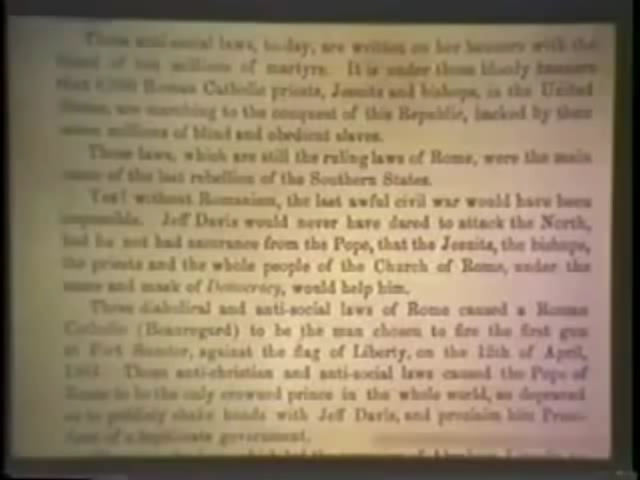 These anti-social laws, to-day, are written on her banners with the
blood of ten millions of martyrs. It is under those bloody banners
that 6,000 Roman Catholic priests, Jesuits and bishops, in the United
States, are marching to the conquest of this Republic, backed by their
seven millions of blind and obedient slaves.
Those laws, which are still the ruling laws of Rome, were the main
cause of the last rebellion of the Southern States.
Yes! without Romanism, the last awful civil war would have been
impossible. Jeff Davis would never have dared to attack the North,
had he not had assurance from the Pope, that the Jesuits, the bishops,
the priests and the whole people of the Church of Rome, under the
name and mask of Democracy, would help him.
These diabolical and anti-social laws of Rome caused a Roman
Catholic (Beauregard) to be the man chosen to fire the first gun
at Fort Sumter, against the flag of Liberty, on the 12th of April,
Those anti-christian and anti-social laws caused the Pope of
Rome to be the only crowned prince in the whole world, so depraved
as to publicly shake hands with Jeff Davis, and proclaim him Presi-
dent of a legitimate government.